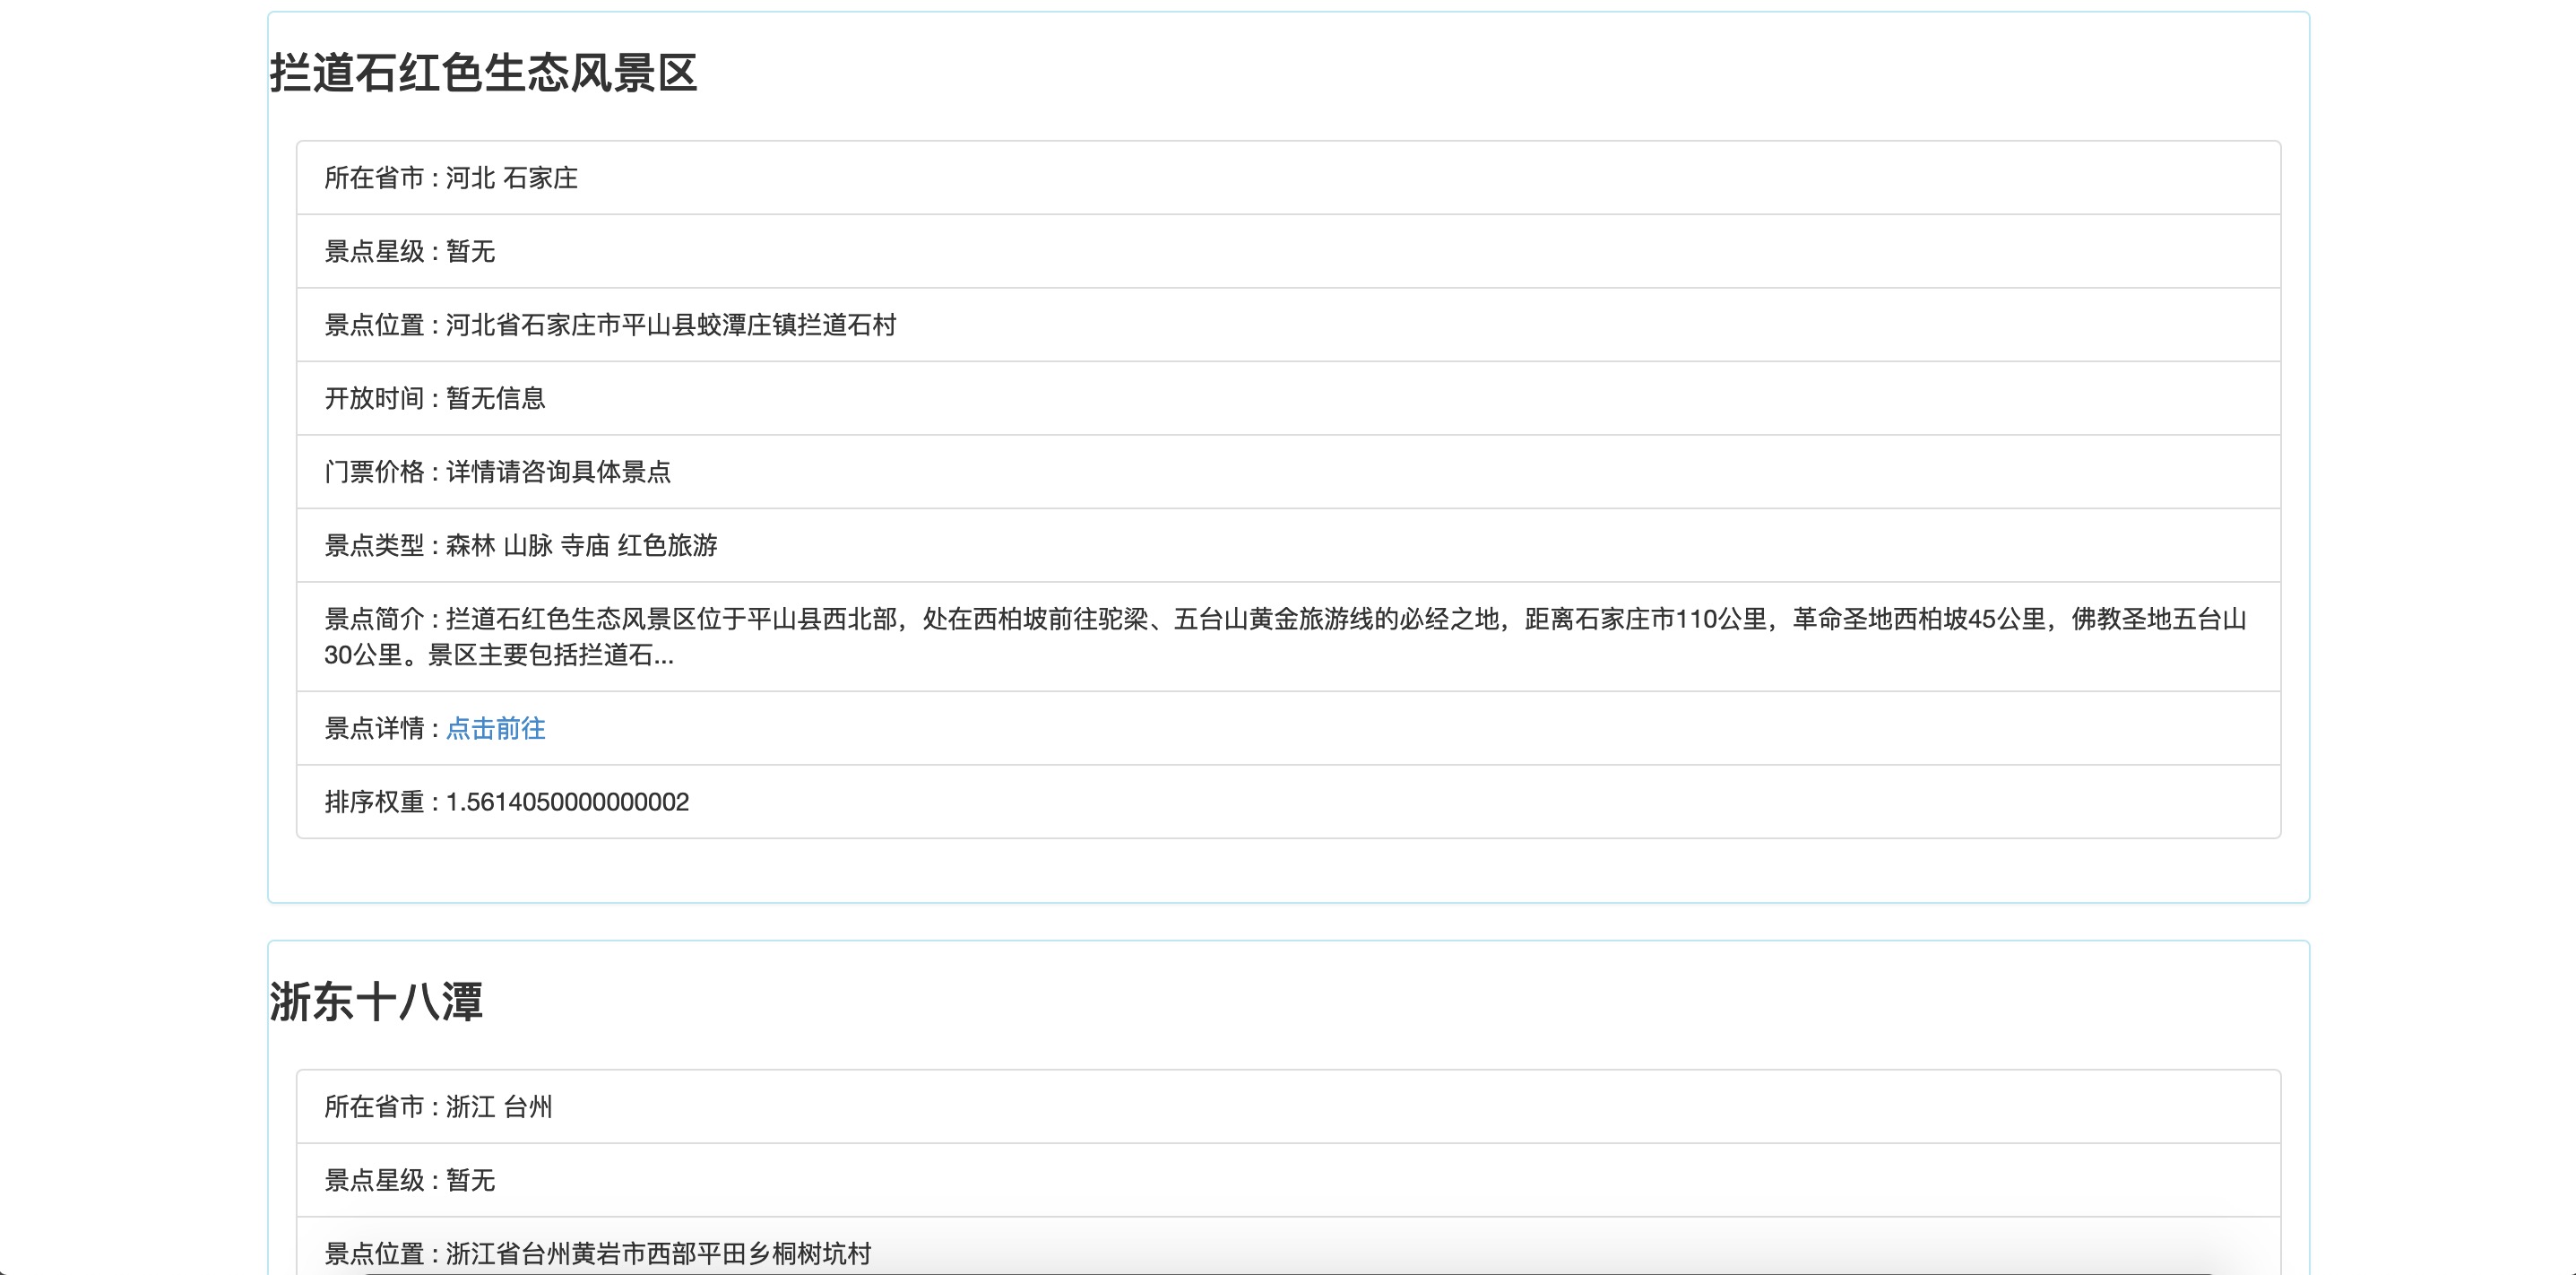 拦道石红色生态风景区
所在省市 : 河北 石家庄
景点星级 : 暂无
景点位置 : 河北省石家庄市平山县蛟潭庄镇拦道石村
开放时间 : 暂无信息
门票价格 : 详情请咨询具体景点
景点类型 : 森林 山脉 寺庙 红色旅游
景点简介 : 拦道石红色生态风景区位于平山县西北部，处在西柏坡前往驼梁、五台山黄金旅游线的必经之地，距离石家庄市110公里，革命圣地西柏坡45公里，佛教圣地五台山
30公里。景区主要包括拦道石...
景点详情 : 点击前往
排序权重 : 1.5614050000000002
浙东十八潭
所在省市 : 浙江 台州
景点星级 : 暂无
景点位置 : 浙江省台州黄岩市西部平田乡桐树坑村